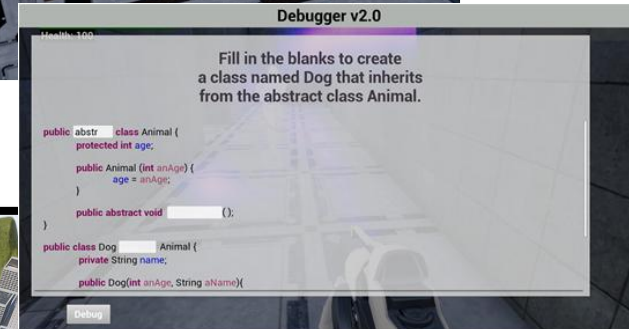 Debugger v2.0
Health: 100
Fill in the blanks to create
a class named Dog that inherits
from the abstract class Animal.
public abstr class Animal {
protected int age;
public Animal (int anAge) {
age = anAge;
}
public abstract void ();
}
public class Dog Animal {
private String name;
public Dog(int anAge, String aName){
Debug